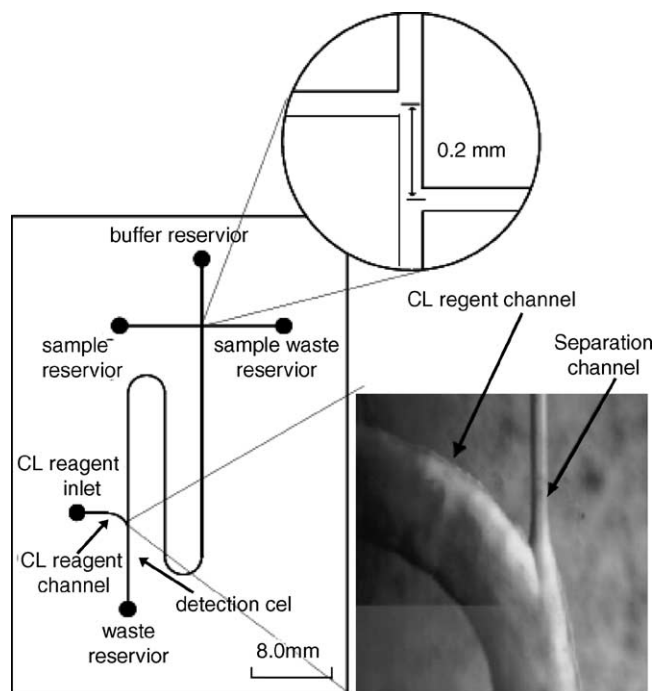 0.2 mm
buffer reservior
CL regent channel
sample
reservoir
sample waste
reservior
Separation
channel
CL reagent
inlet
CL reagent
channel
detection cel
waste
reservior
8.0mm